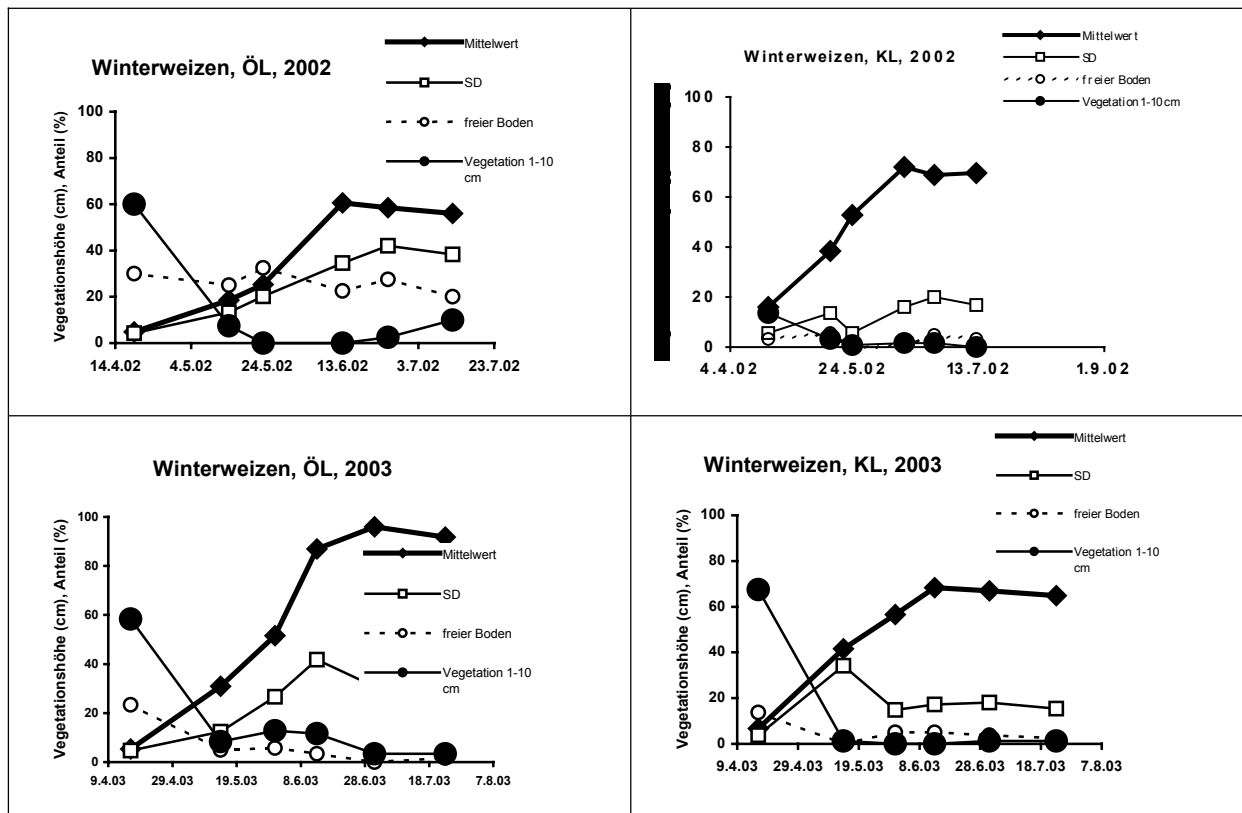 Winterweizen, ÖL, 2002
Mittelwert
SD
freier Boden
Vegetation 1-10
cm
Vegetationshöhe (cm), Anteil (%)
100
80
60
40
20
0
14.4.02 4.5.02 24.5.02 13.6.02 3.7.02 23.7.02
Winterweizen, KL, 2002
Mittelwert
SD
freier Boden
Vegetation 1-10 cm
100
80
60
40
20
0
4.4.02 24.5.02 13.7.02 1.9.02
Winterweizen, ÖL, 2003
Mittelwert
SD
freier Boden
Vegetation 1-10
cm
Vegetationshöhe (cm), Anteil (%)
100
80
60
40
20
0
9.4.03 29.4.03 19.5.03 8.6.03 28.6.03 18.7.03 7.8.03
Winterweizen, KL, 2003
Mittelwert
SD
freier Boden
Vegetation 1-10
cm
Vegetationshöhe (cm), Anteil (%)
100
80
60
40
20
0
9.4.03 29.4.03 19.5.03 8.6.03 28.6.03 18.7.03 7.8.03